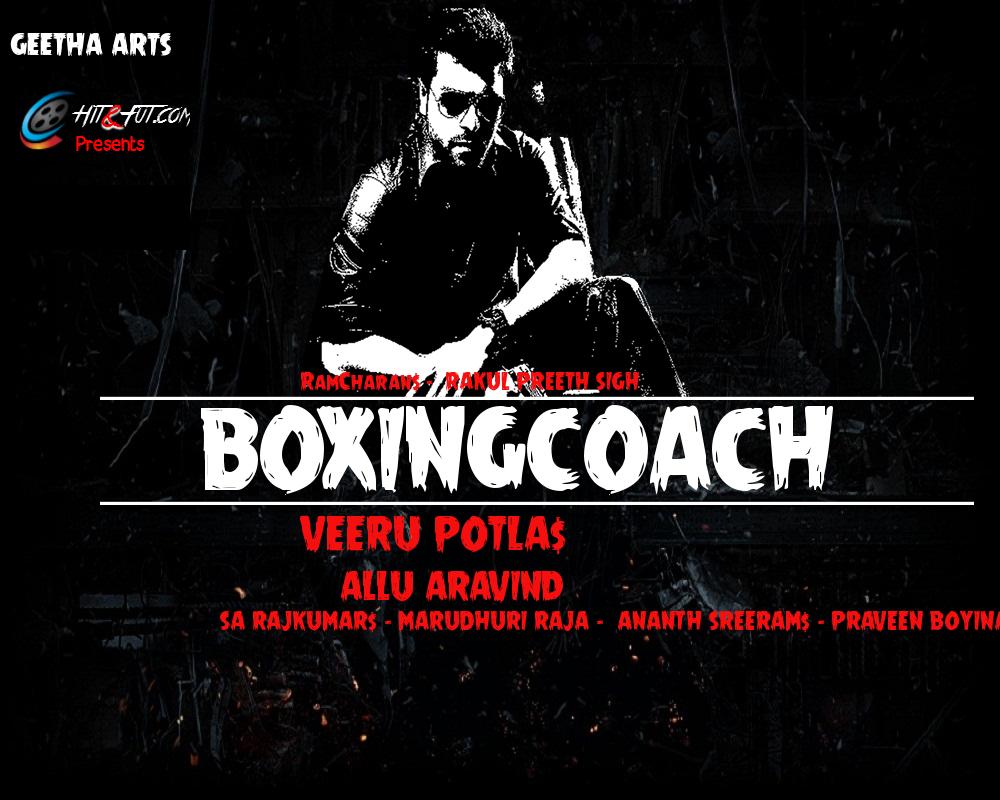 GEETHA ARTS
HIT&FUT.COM
Presents
RAMCHARAN$ - RAKUL PREETH SIGH
BOXINGCOACH
VEERU POTLA$
ALLU ARAVIND
SA RAJKUMAR$ - MARUDHURI RAJA - ANANTH SREERAM$ - PRAVEEN BOYINA